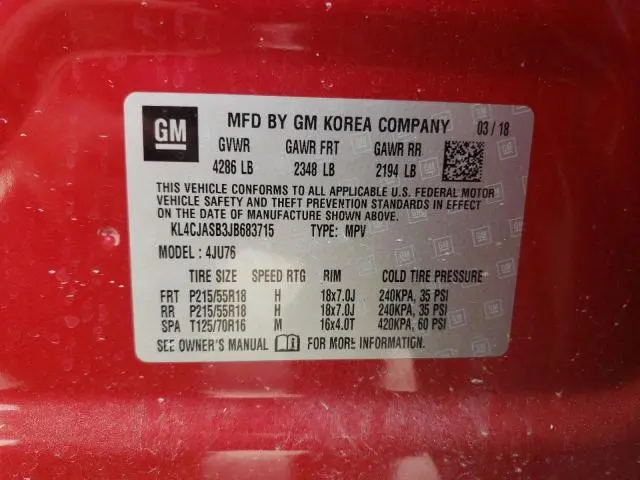 GM MFD BY GM KOREA COMPANY 03/18
GVWR GAWR FRT GAWR RR
4286 LB 2348 LB 2194 LB
THIS VEHICLE CONFORMS TO ALL APPLICABLE U.S. FEDERAL MOTOR
VEHICLE SAFETY AND THEFT PREVENTION STANDARDS IN EFFECT
ON THE DATE OF MANUFACTURE SHOWN ABOVE.
KL4CJASB3JB683715 TYPE: MPV
MODEL: 4JU76
TIRE SIZE SPEED RTG RIM COLD TIRE PRESSURE
FRT P215/55R18 H 18x7.0J 240KPA, 35 PSI
RR P215/55R18 H 18x7.0J 240KPA, 35 PSI
SPA T125/70R16 M 16x4.0T 420KPA, 60 PSI
SEE OWNER'S MANUAL FOR MORE INFORMATION.